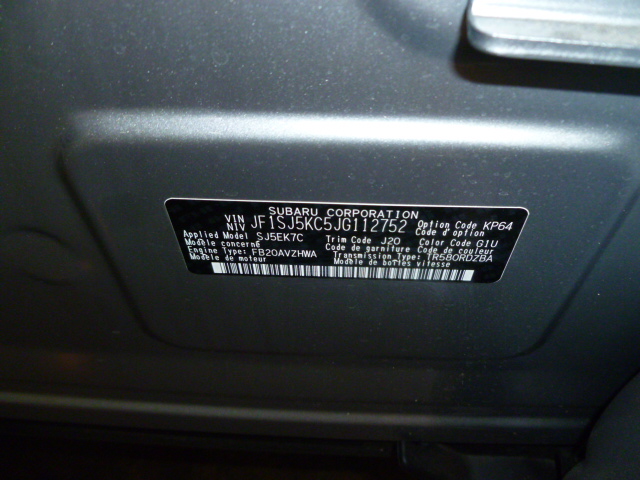 SUBARU CORPORATION
VIN NIV JF1SJ5KC5JG112752 Option Code KP64 Code d'option
Applied Model SJ5EK7C Trim Code J20 Color Code G1U
Modèle concerné Code de garniture Code de couleur
Engine Type: FB20AVZHWA Transmission Type: TR580RDZBA
Modèle de moteur Modèle de boîtes vitesse